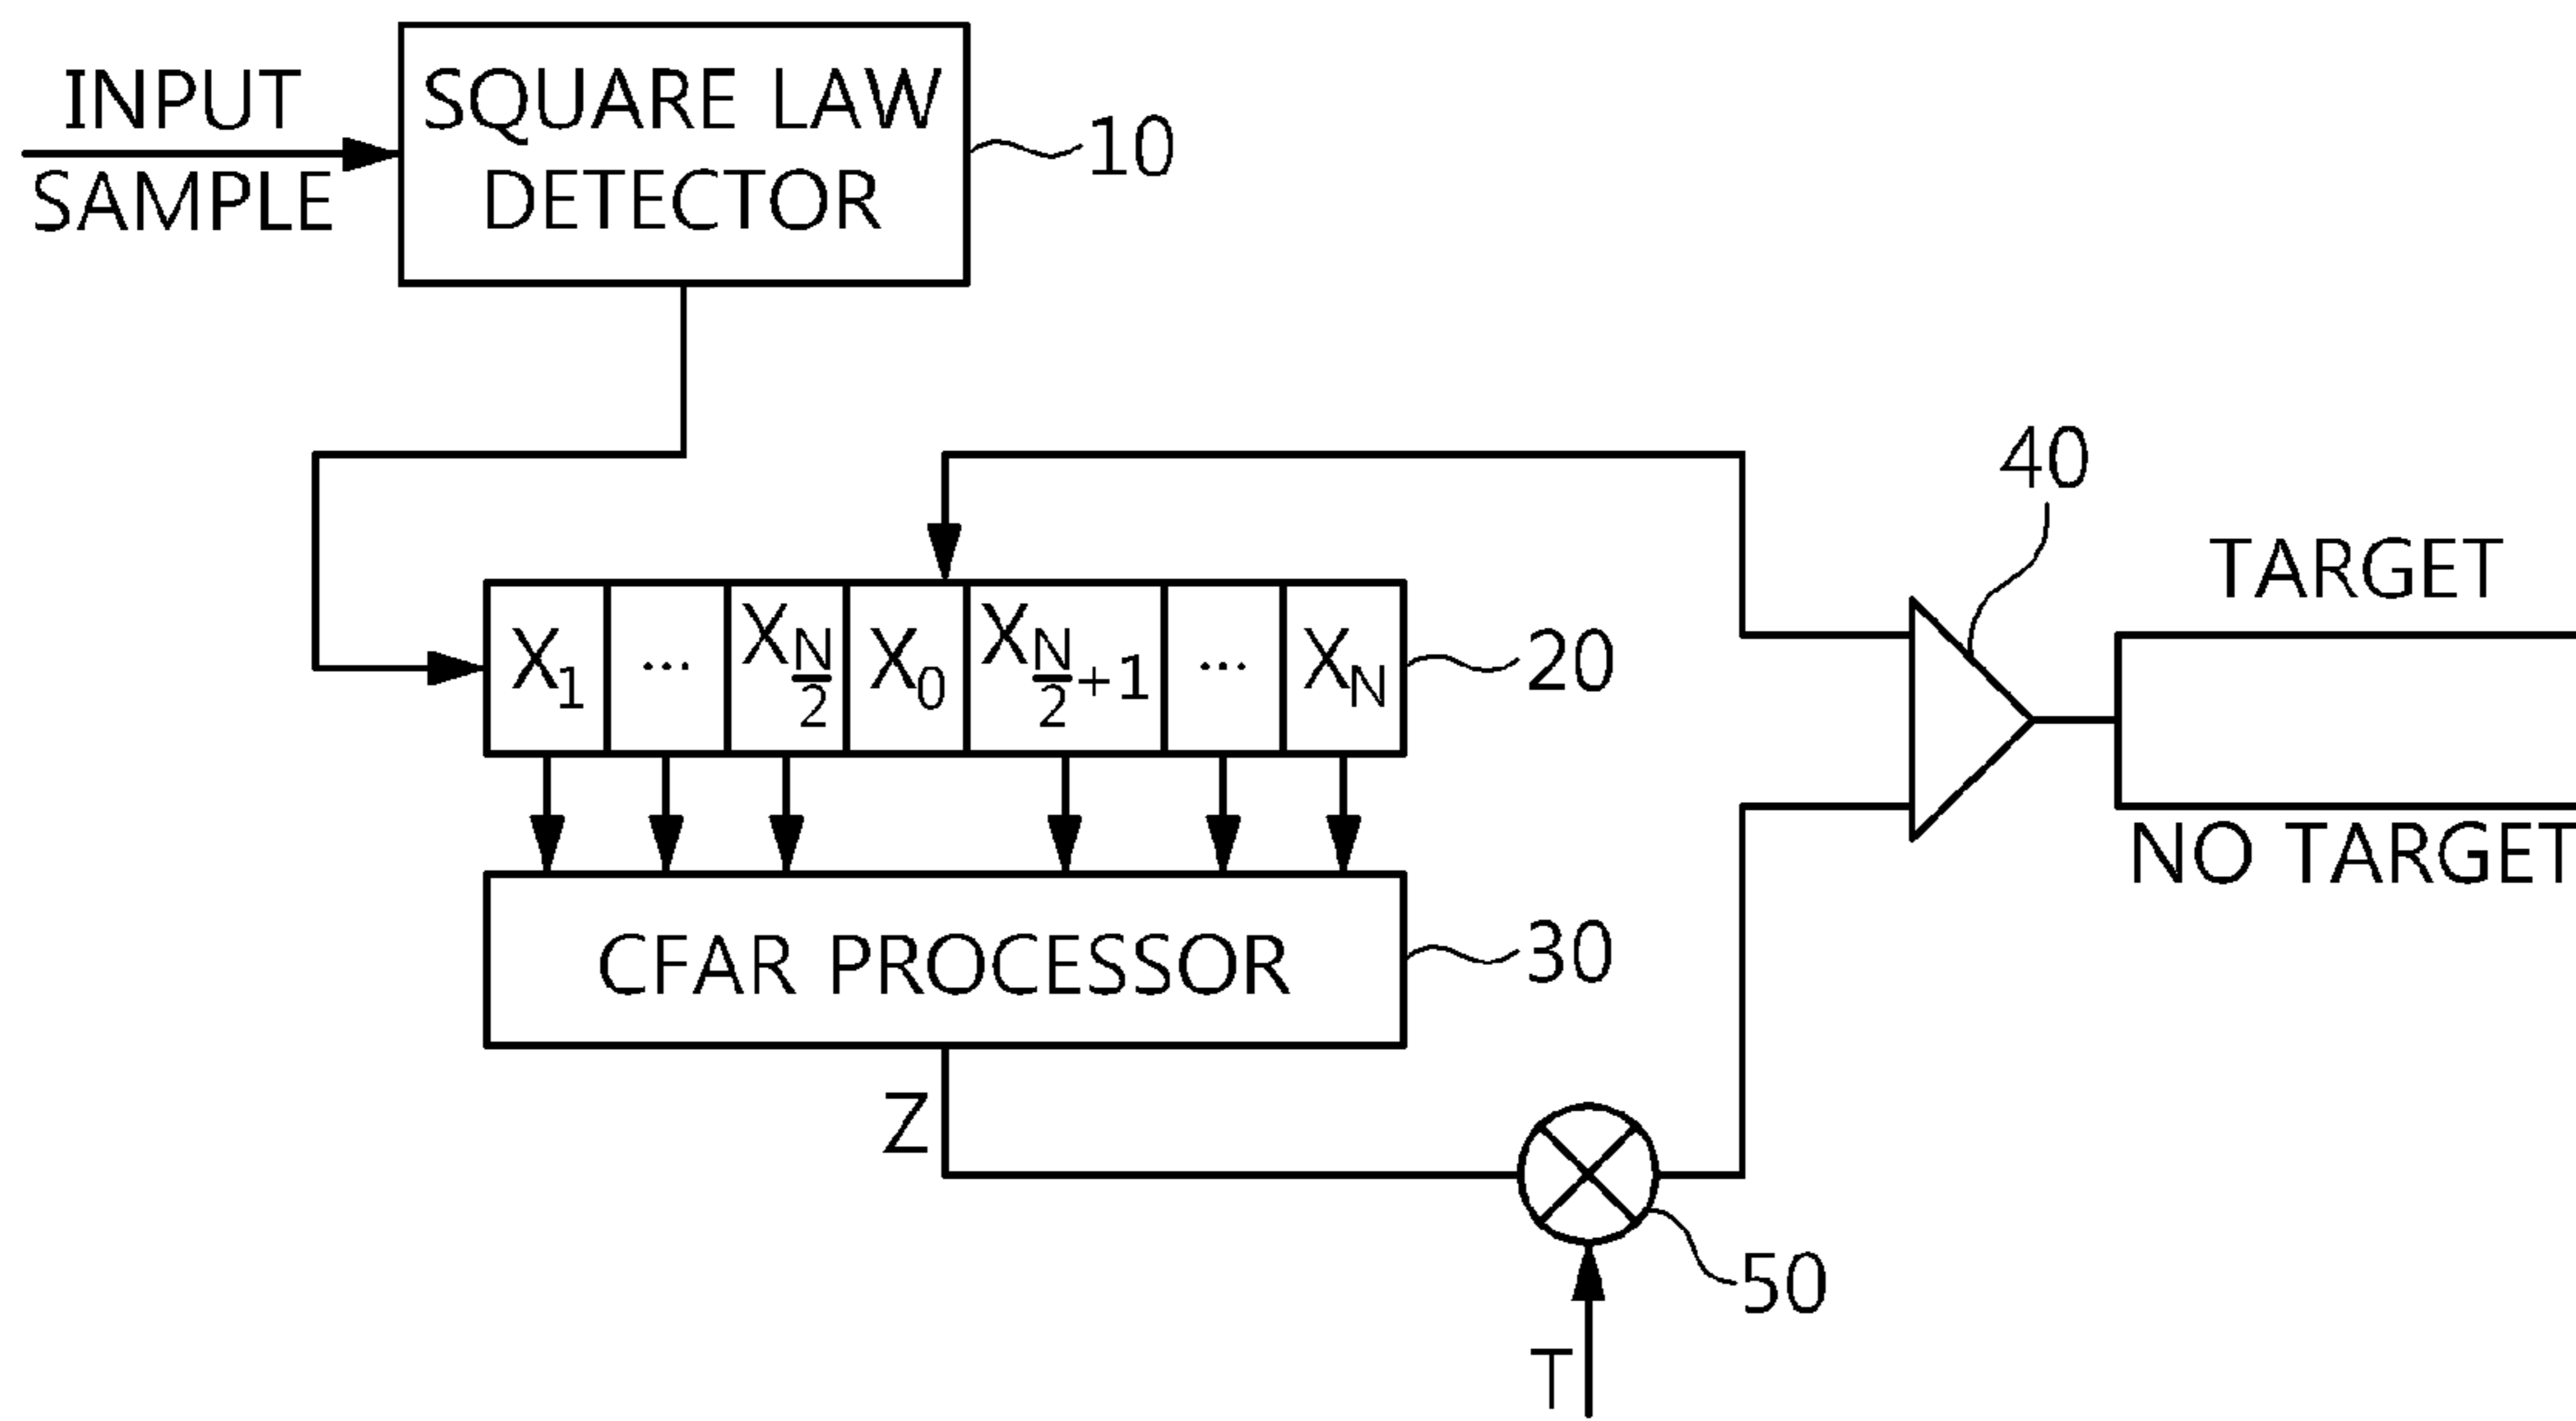 INPUT
SAMPLE
SQUARE LAW
DETECTOR
10
40
TARGET
X1 ... XN/2 X0 XN/2+1 ... XN
20
NO TARGET
CFAR PROCESSOR
30
Z
50
T